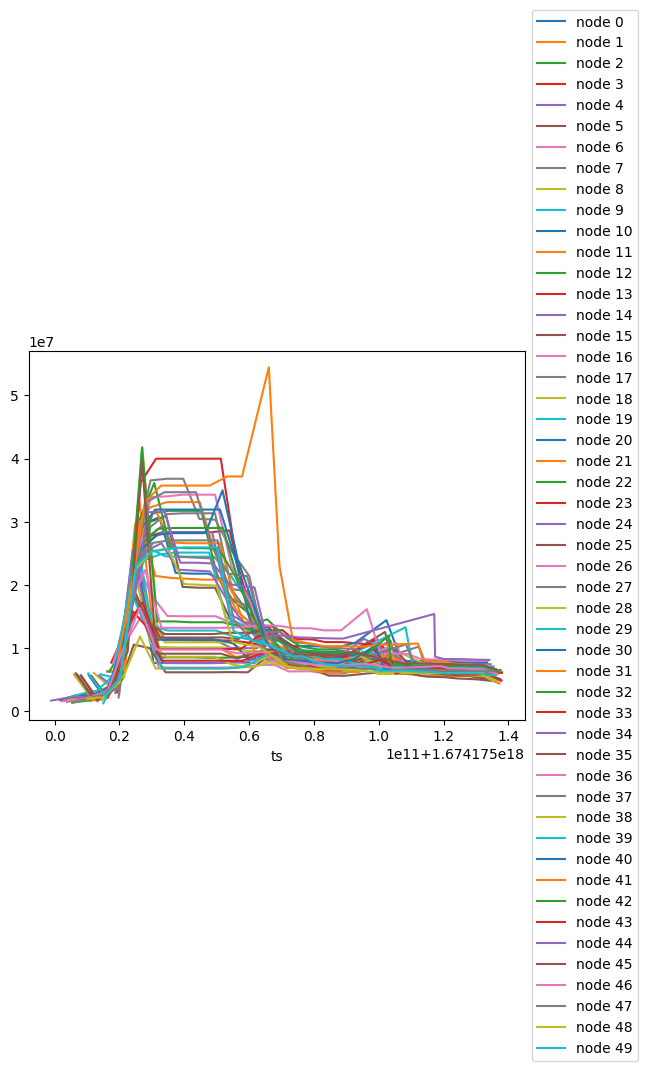 1e7
5
4
3
2
1
0
0.0 0.2 0.4 0.6 0.8 1.0 1.2 1.4
1e11+1.674175e18
ts
node 0
node 1
node 2
node 3
node 4
node 5
node 6
node 7
node 8
node 9
node 10
node 11
node 12
node 13
node 14
node 15
node 16
node 17
node 18
node 19
node 20
node 21
node 22
node 23
node 24
node 25
node 26
node 27
node 28
node 29
node 30
node 31
node 32
node 33
node 34
node 35
node 36
node 37
node 38
node 39
node 40
node 41
node 42
node 43
node 44
node 45
node 46
node 47
node 48
node 49